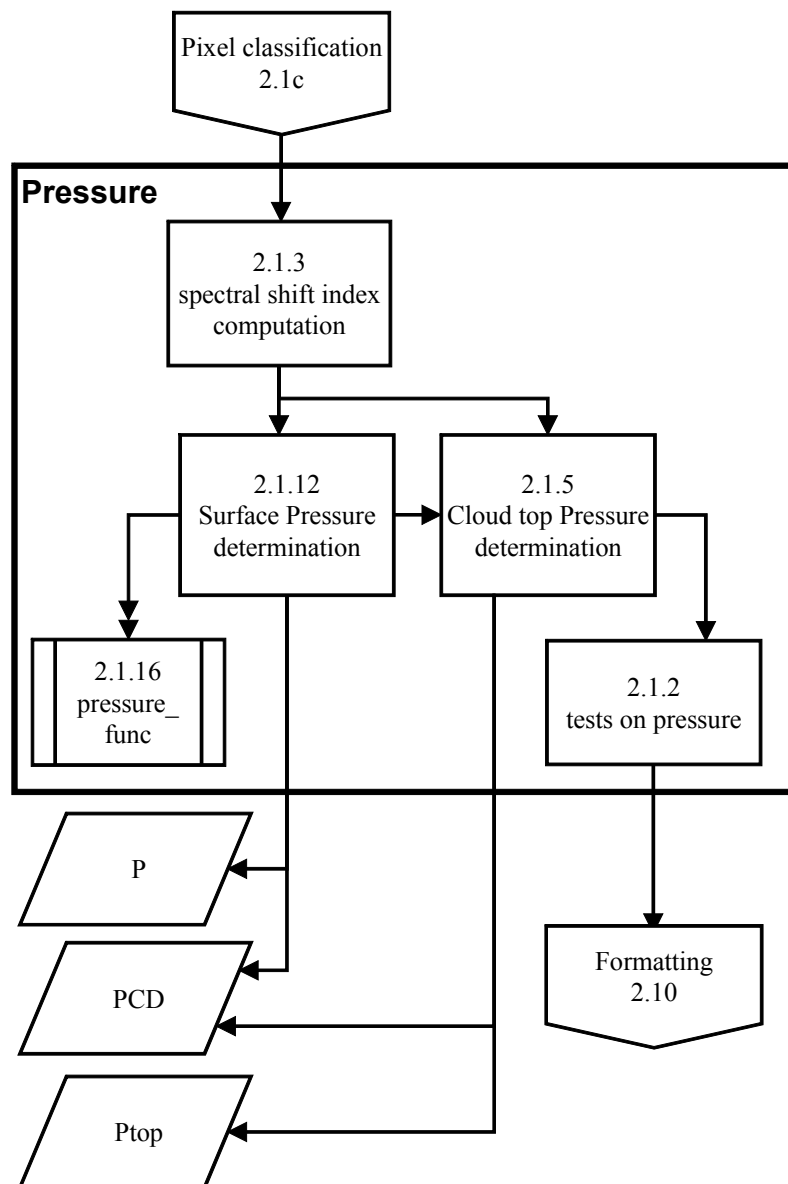 Pixel classification
2.1c
Pressure
2.1.3
spectral shift index
computation
2.1.12
Surface Pressure
determination
2.1.5
Cloud top Pressure
determination
2.1.16
pressure_
func
2.1.2
tests on pressure
P
PCD
Formatting
2.10
Ptop